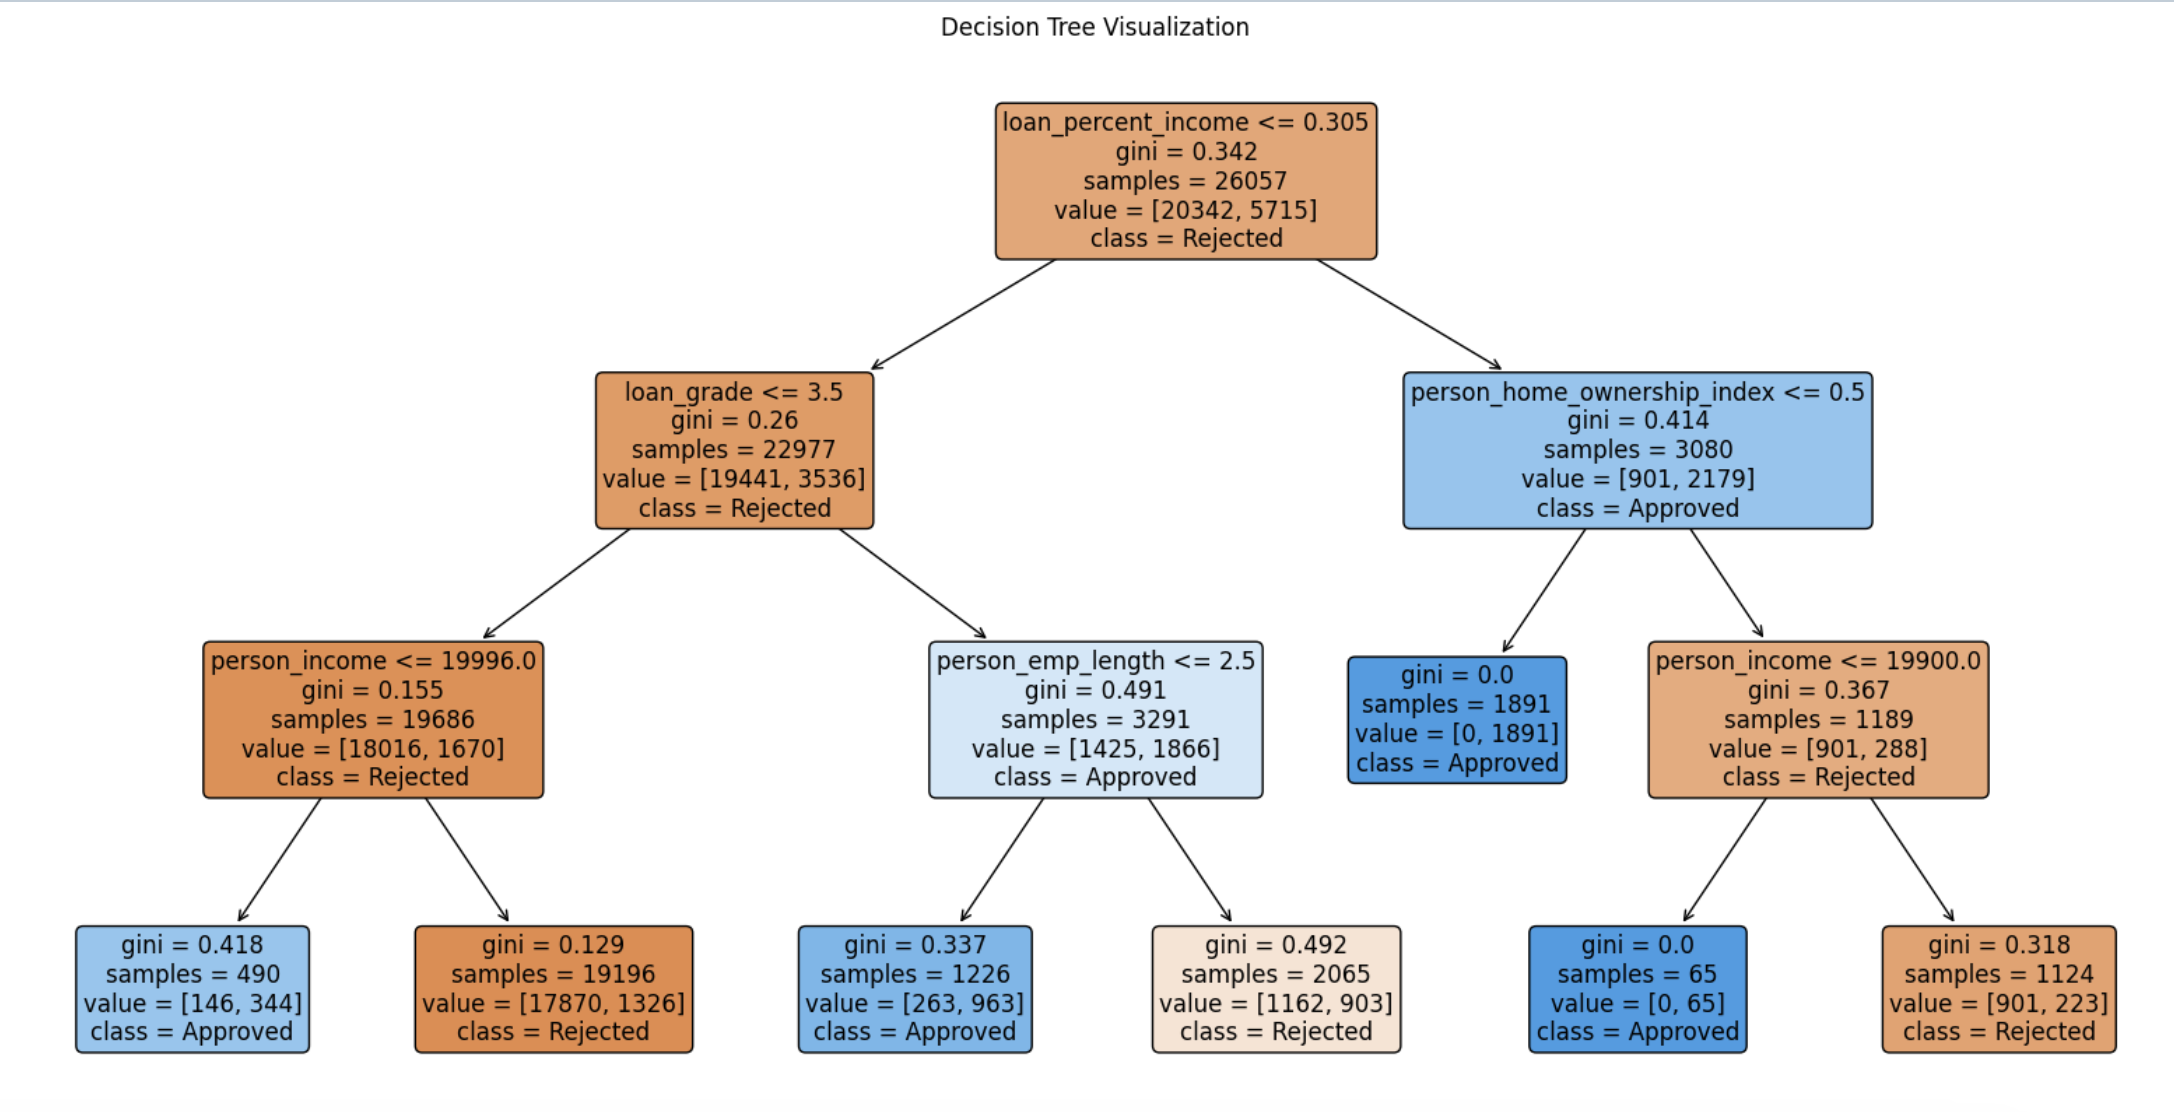 Decision Tree Visualization
loan_percent_income <= 0.305
gini = 0.342
samples = 26057
value = [20342, 5715]
class = Rejected
loan_grade <= 3.5
gini = 0.26
samples = 22977
value = [19441, 3536]
class = Rejected
person_home_ownership_index <= 0.5
gini = 0.414
samples = 3080
value = [901, 2179]
class = Approved
person_income <= 19996.0
gini = 0.155
samples = 19686
value = [18016, 1670]
class = Rejected
person_emp_length <= 2.5
gini = 0.491
samples = 3291
value = [1425, 1866]
class = Approved
gini = 0.0
samples = 1891
value = [0, 1891]
class = Approved
person_income <= 19900.0
gini = 0.367
samples = 1189
value = [901, 288]
class = Rejected
gini = 0.418
samples = 490
value = [146, 344]
class = Approved
gini = 0.129
samples = 19196
value = [17870, 1326]
class = Rejected
gini = 0.337
samples = 1226
value = [263, 963]
class = Approved
gini = 0.492
samples = 2065
value = [1162, 903]
class = Rejected
gini = 0.0
samples = 65
value = [0, 65]
class = Approved
gini = 0.318
samples = 1124
value = [901, 223]
class = Rejected